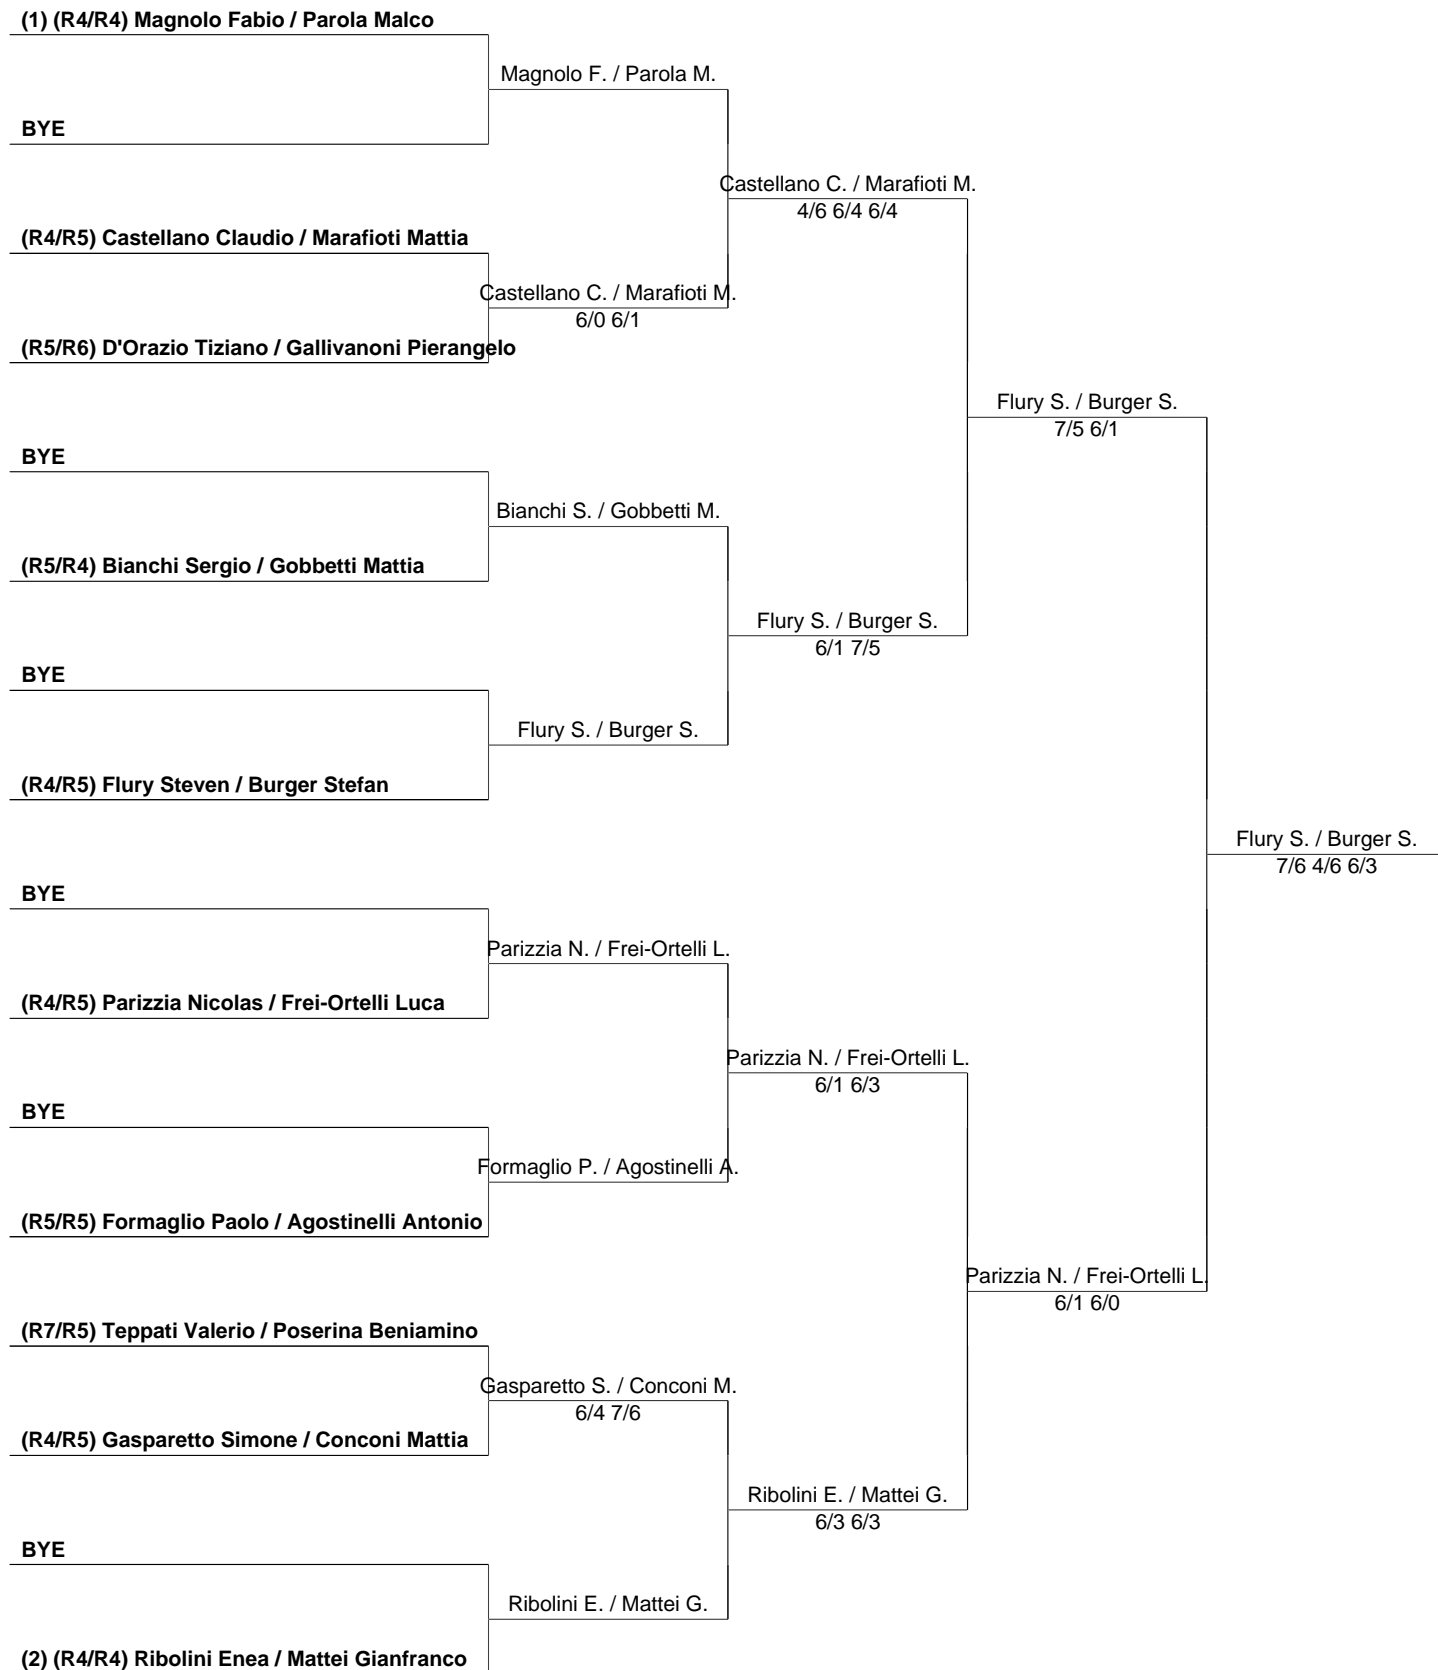 (1) (R4/R4) Magnolo Fabio / Parola Malco
Magnolo F. / Parola M.
BYE
Castellano C. / Marafioti M.
4/6 6/4 6/4
(R4/R5) Castellano Claudio / Marafioti Mattia
Castellano C. / Marafioti M.
6/0 6/1
(R5/R6) D'Orazio Tiziano / Gallivanoni Pierangelo
Flury S. / Burger S.
7/5 6/1
BYE
Bianchi S. / Gobbetti M.
(R5/R4) Bianchi Sergio / Gobbetti Mattia
Flury S. / Burger S.
6/1 7/5
BYE
Flury S. / Burger S.
(R4/R5) Flury Steven / Burger Stefan
Flury S. / Burger S.
7/6 4/6 6/3
BYE
Parizzia N. / Frei-Ortelli L.
(R4/R5) Parizzia Nicolas / Frei-Ortelli Luca
Parizzia N. / Frei-Ortelli L.
6/1 6/3
BYE
Formaglio P. / Agostinelli A.
(R5/R5) Formaglio Paolo / Agostinelli Antonio
Parizzia N. / Frei-Ortelli L.
6/1 6/0
(R7/R5) Teppati Valerio / Poserina Beniamino
Gasparetto S. / Conconi M.
6/4 7/6
(R4/R5) Gasparetto Simone / Conconi Mattia
Ribolini E. / Mattei G.
6/3 6/3
BYE
Ribolini E. / Mattei G.
(2) (R4/R4) Ribolini Enea / Mattei Gianfranco